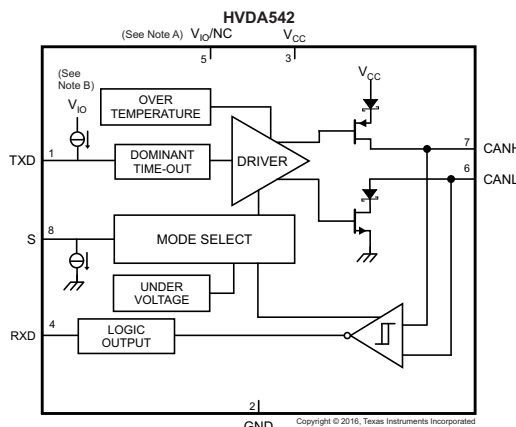 HVDA542
(See Note A) V_IO/NC V_CC
5 3
(See
Note B)
V_IO
V_CC
OVER
TEMPERATURE
TXD 1
DOMINANT
TIME-OUT
DRIVER
7 CANH
6 CANL
S 8
MODE SELECT
UNDER
VOLTAGE
RXD 4
LOGIC
OUTPUT
2
GND
Copyright © 2016, Texas Instruments Incorporated